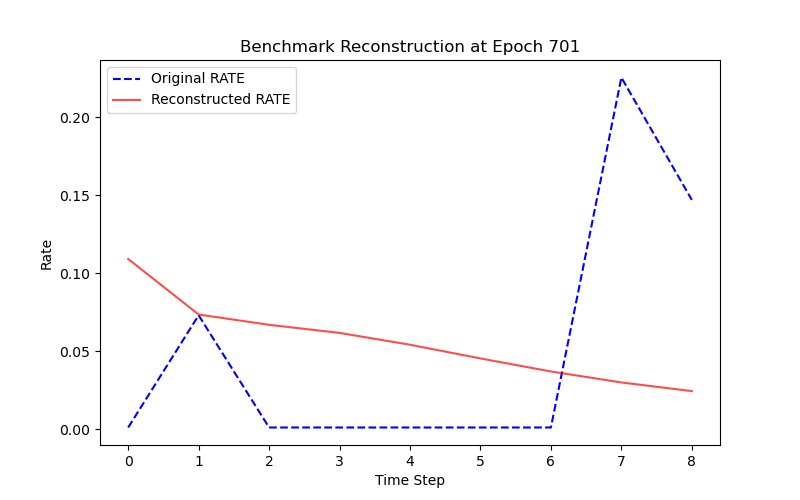 Benchmark Reconstruction at Epoch 701
Original RATE
Reconstructed RATE
Rate
0.20
0.15
0.10
0.05
0.00
0 1 2 3 4 5 6 7 8
Time Step